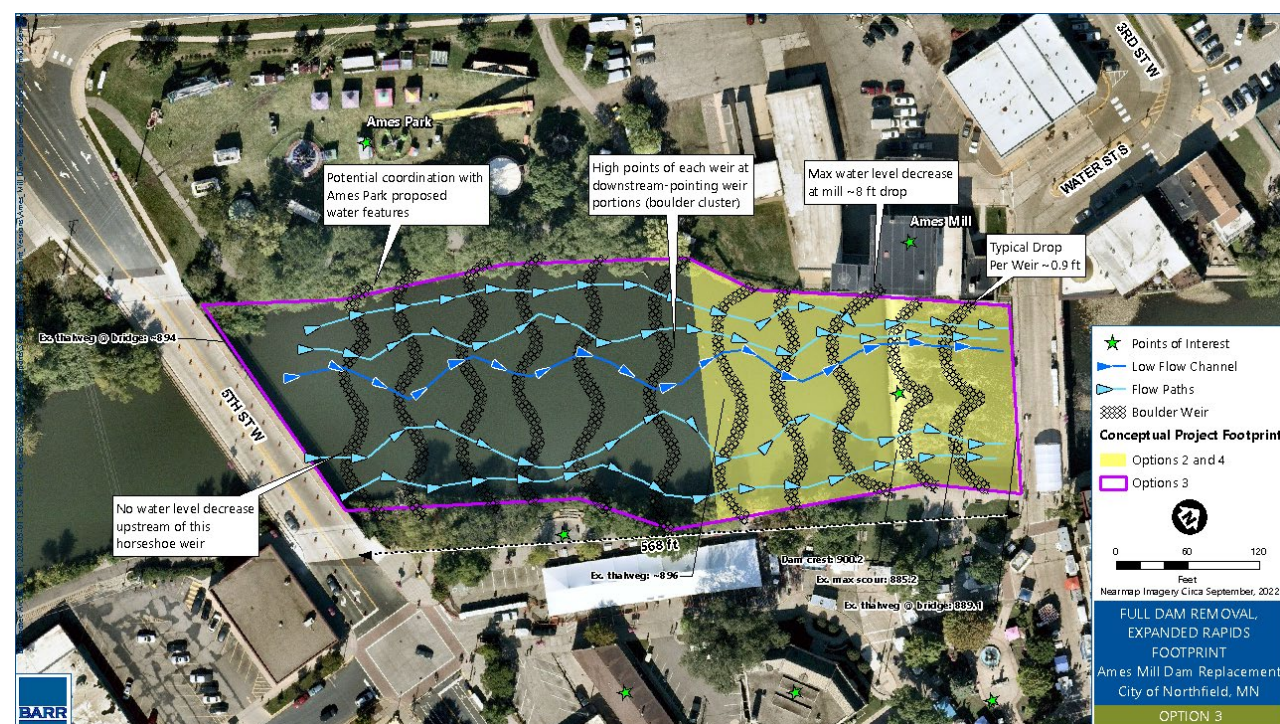 3RD ST W
WATER ST S
Ames Park
Potential coordination with
Ames Park proposed
water features
High points of each weir at
downstream-pointing weir
portions (boulder cluster)
Max water level decrease
at mill ~8 ft drop
Ames Mill
Typical Drop
Per Weir ~0.9 ft
Ex. thalweg @ bridge: ~894
5TH ST W
No water level decrease
upstream of this
horseshoe weir
568 ft
Ex. thalweg: ~896
Dam crest: 900.2
Ex. max scour: 885.2
Ex. thalweg @ bridge: 889.1
Points of Interest
Low Flow Channel
Flow Paths
Boulder Weir
Conceptual Project Footprint
Options 2 and 4
Options 3
0 60 120
Feet
Nearmap Imagery Circa September, 2022
FULL DAM REMOVAL,
EXPANDED RAPIDS
FOOTPRINT
Ames Mill Dam Replacement
City of Northfield, MN
OPTION 3
BARR